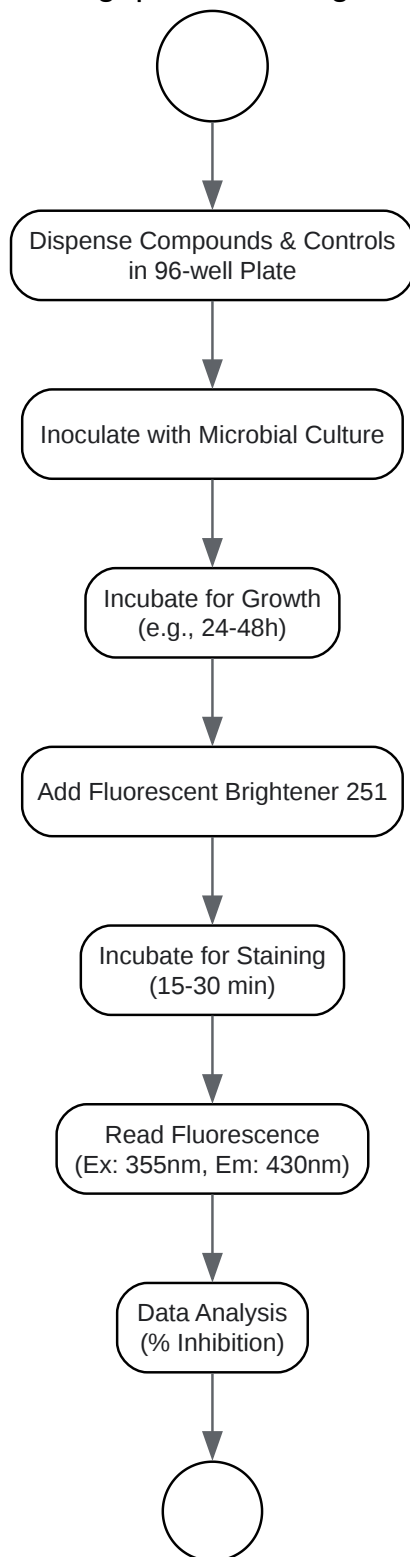 Dispense Compounds & Controls
in 96-well Plate
Inoculate with Microbial Culture
Incubate for Growth
(e.g., 24-48h)
Add Fluorescent Brightener 251
Incubate for Staining
(15-30 min)
Read Fluorescence
(Ex: 355nm, Em: 430nm)
Data Analysis
(% Inhibition)